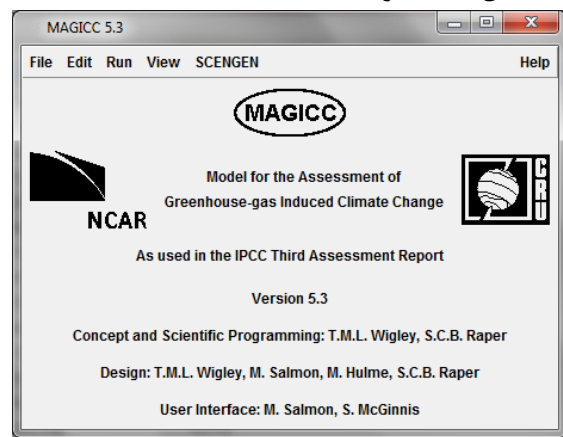 MAGICC 5.3
File Edit Run View SCENGEN Help
MAGICC
NCAR
Model for the Assessment of
Greenhouse-gas Induced Climate Change
CRU
As used in the IPCC Third Assessment Report
Version 5.3
Concept and Scientific Programming: T.M.L. Wigley, S.C.B. Raper
Design: T.M.L. Wigley, M. Salmon, M. Hulme, S.C.B. Raper
User Interface: M. Salmon, S. McGinnis